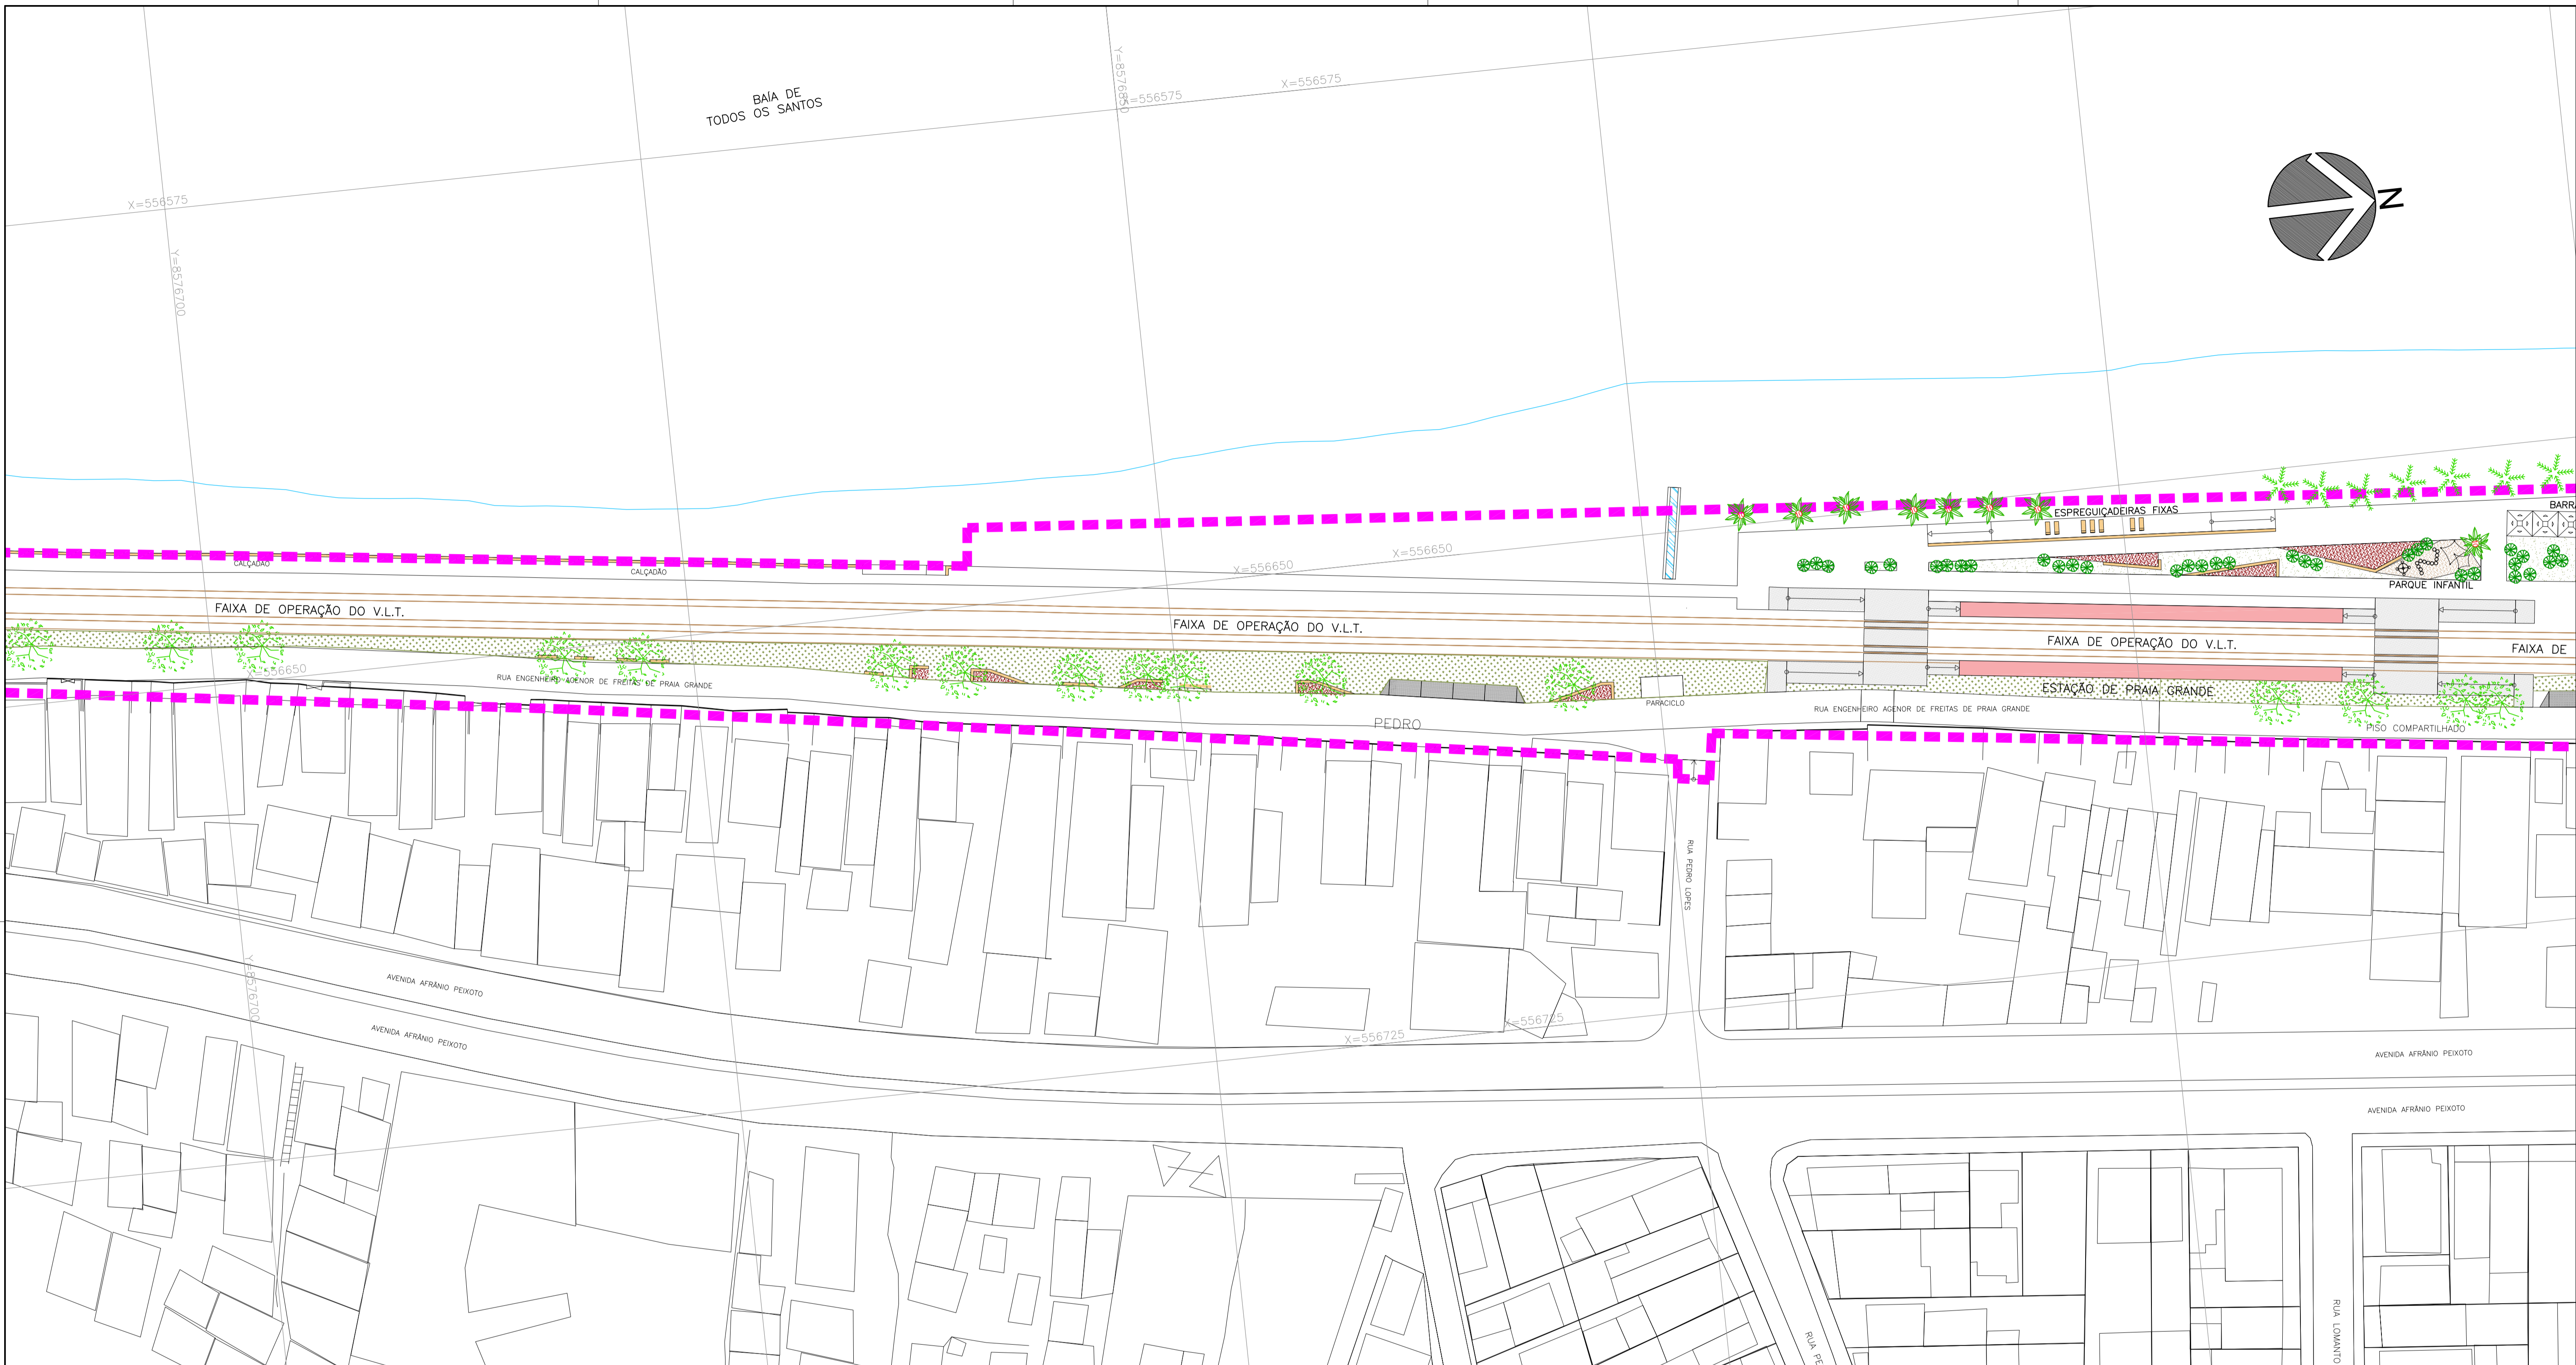 Y=8576850
X=556575
X=556575
BAÍA DE
TODOS OS SANTOS
X=556575
N
Y=8576700
ESPREGUIÇADEIRAS FIXAS
X=556650
X=556650
CALÇADÃO
CALÇADÃO
PARQUE INFANTIL
FAIXA DE OPERAÇÃO DO V.L.T.
FAIXA DE OPERAÇÃO DO V.L.T.
FAIXA DE OPERAÇÃO DO V.L.T.
FAIXA DE
X=556650
RUA ENGENHEIRO AGENOR DE FREITAS DE PRAIA GRANDE
ESTAÇÃO DE PRAIA GRANDE
PARACICLO
RUA ENGENHEIRO AGENOR DE FREITAS DE PRAIA GRANDE
PEDRO
PISO COMPARTILHADO
RUA PEDRO LOPES
Y=8576700
AVENIDA AFRÂNIO PEIXOTO
X=556725
AVENIDA AFRÂNIO PEIXOTO
X=556725
AVENIDA AFRÂNIO PEIXOTO
AVENIDA AFRÂNIO PEIXOTO
RUA LOMANTO